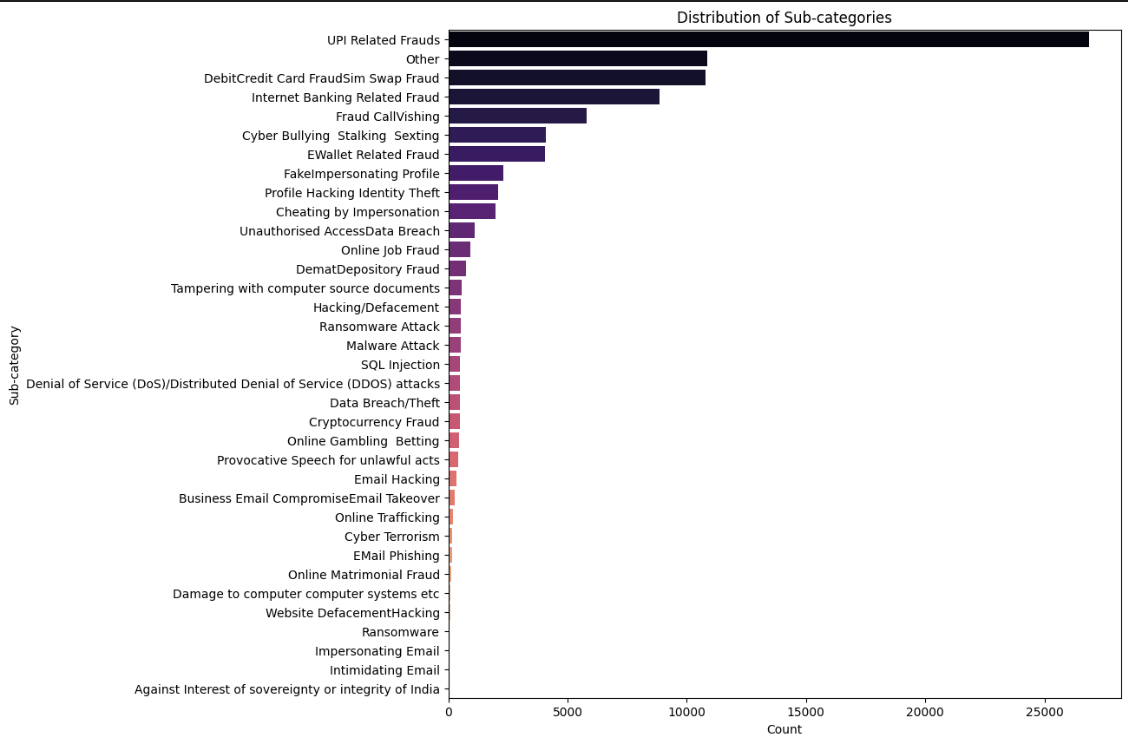 Distribution of Sub-categories
Sub-category
UPI Related Frauds
Other
DebitCredit Card FraudSim Swap Fraud
Internet Banking Related Fraud
Fraud CallVishing
Cyber Bullying  Stalking  Sexting
EWallet Related Fraud
FakeImpersonating Profile
Profile Hacking Identity Theft
Cheating by Impersonation
Unauthorised AccessData Breach
Online Job Fraud
DematDepository Fraud
Tampering with computer source documents
Hacking/Defacement
Ransomware Attack
Malware Attack
SQL Injection
Denial of Service (DoS)/Distributed Denial of Service (DDOS) attacks
Data Breach/Theft
Cryptocurrency Fraud
Online Gambling  Betting
Provocative Speech for unlawful acts
Email Hacking
Business Email CompromiseEmail Takeover
Online Trafficking
Cyber Terrorism
EMail Phishing
Online Matrimonial Fraud
Damage to computer computer systems etc
Website DefacementHacking
Ransomware
Impersonating Email
Intimidating Email
Against Interest of sovereignty or integrity of India
0 5000 10000 15000 20000 25000
Count